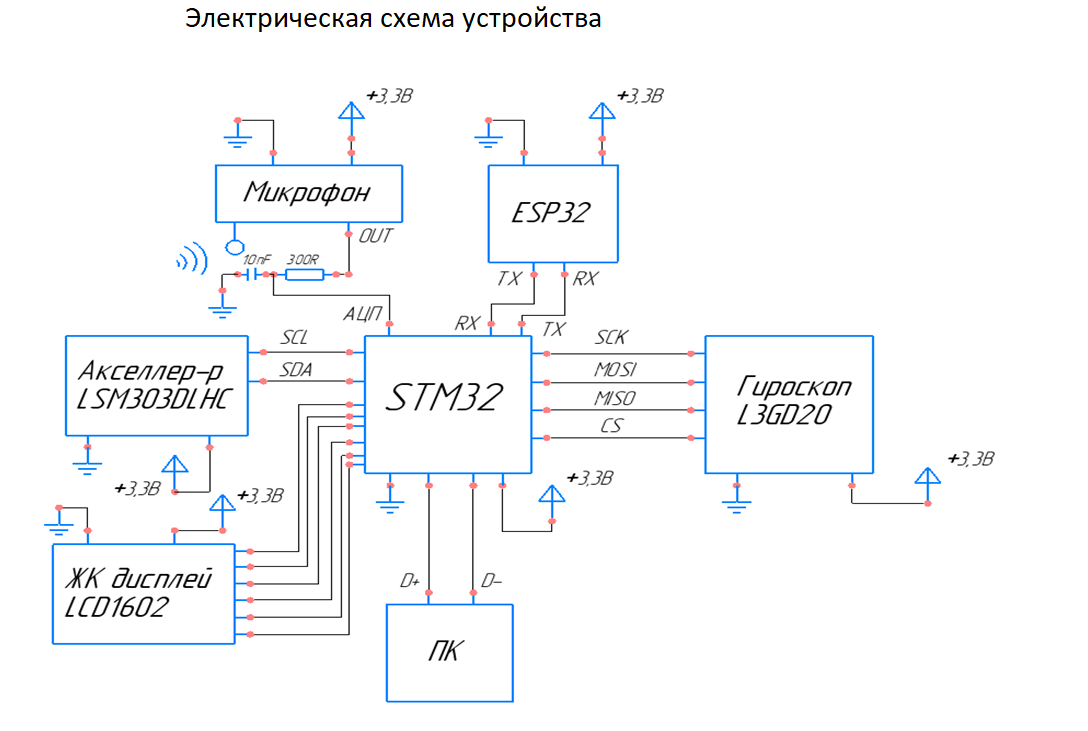 Электрическая схема устройства
+3,3В
+3,3В
Микрофон
ESP32
OUT
10nF
300R
TX
RX
АЦП
RX
TX
SCL
SCK
Акселлер-р
LSM303DLHC
SDA
STM32
MOSI
MISO
CS
Гироскоп
L3GD20
+3,3В
+3,3В
+3,3В
+3,3В
ЖК дисплей
LCD1602
D+
D-
ПК